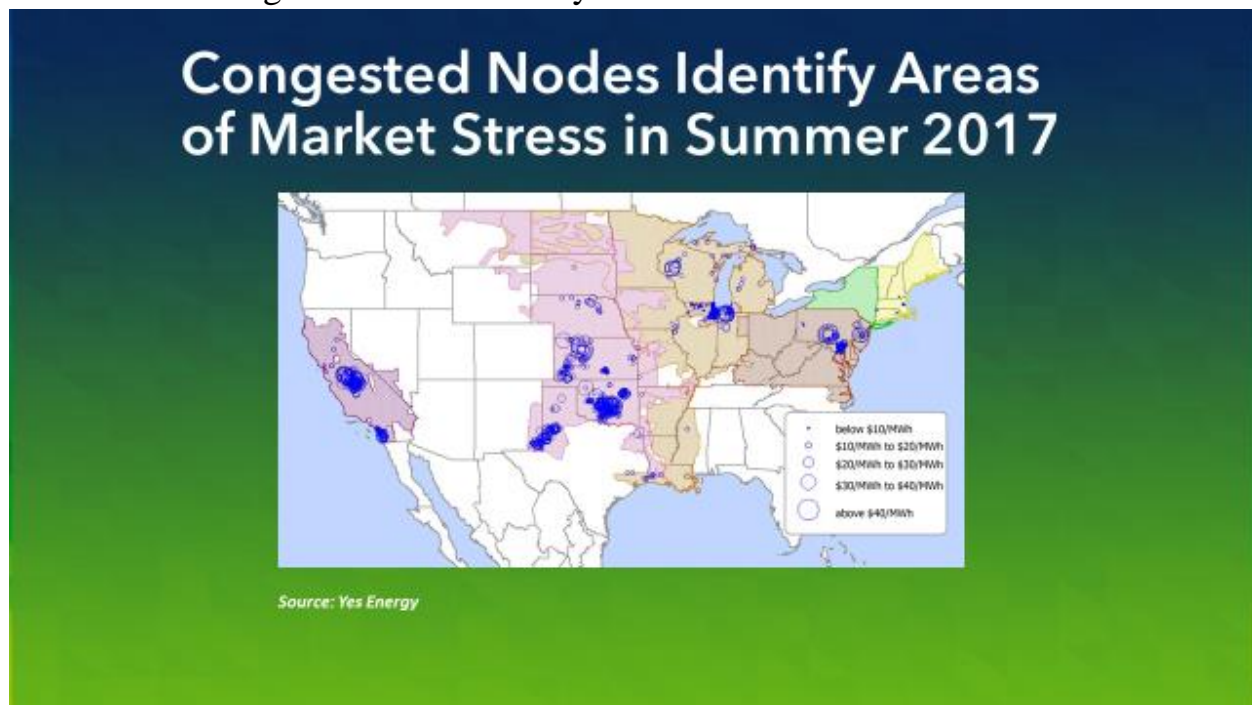 Congested Nodes Identify Areas
of Market Stress in Summer 2017
below $10/MWh
$10/MWh to $20/MWh
$20/MWh to $30/MWh
$30/MWh to $40/MWh
above $40/MWh
Source: Yes Energy